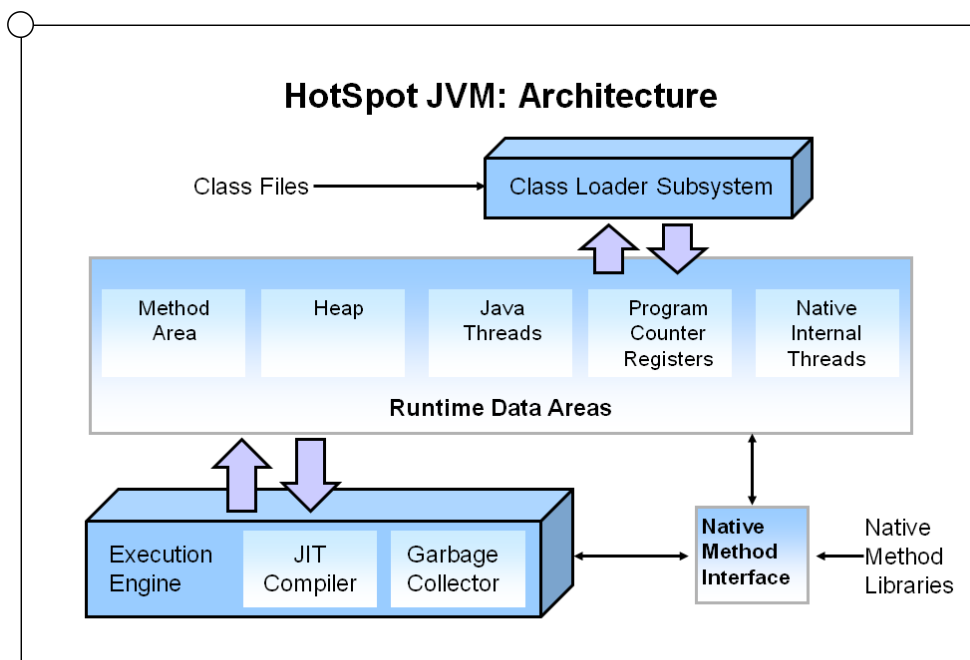 HotSpot JVM: Architecture
Class Files
Class Loader Subsystem
Method
Area
Heap
Java
Threads
Program
Counter
Registers
Native
Internal
Threads
Runtime Data Areas
Execution
Engine
JIT
Compiler
Garbage
Collector
Native
Method
Interface
Native
Method
Libraries